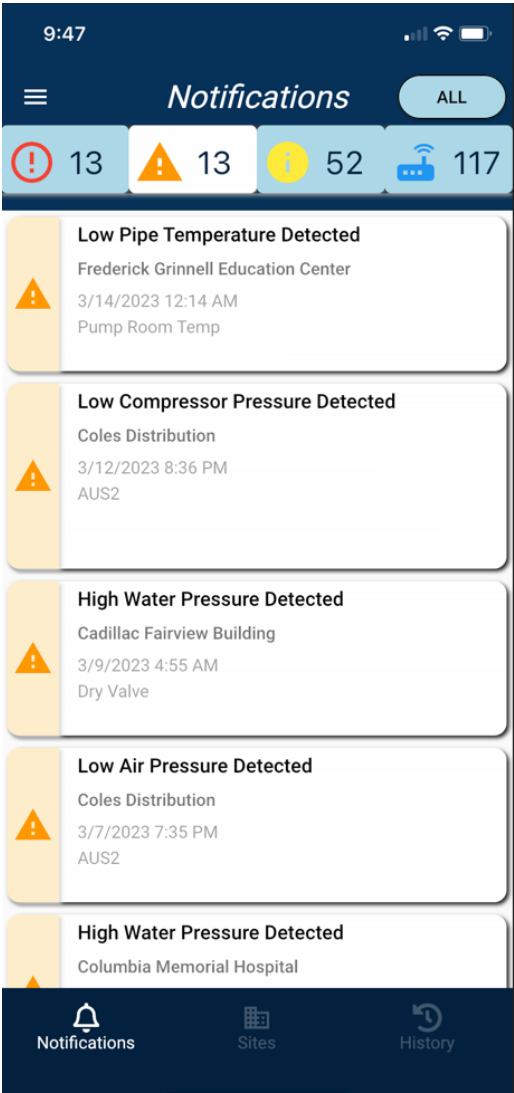 9:47
Notifications
ALL
13
13
52
117
Low Pipe Temperature Detected
Frederick Grinnell Education Center
3/14/2023 12:14 AM
Pump Room Temp
Low Compressor Pressure Detected
Coles Distribution
3/12/2023 8:36 PM
AUS2
High Water Pressure Detected
Cadillac Fairview Building
3/9/2023 4:55 AM
Dry Valve
Low Air Pressure Detected
Coles Distribution
3/7/2023 7:35 PM
AUS2
High Water Pressure Detected
Columbia Memorial Hospital
Notifications
Sites
History